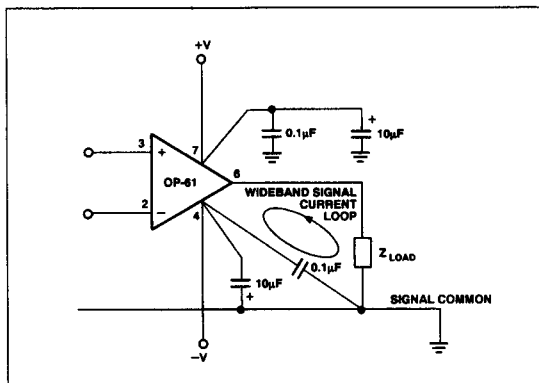 +V
0.1µF
+
10µF
3
+
7
OP-61
6
2
−
4
WIDEBAND SIGNAL
CURRENT
LOOP
0.1µF
Z LOAD
10µF
+
SIGNAL COMMON
−V